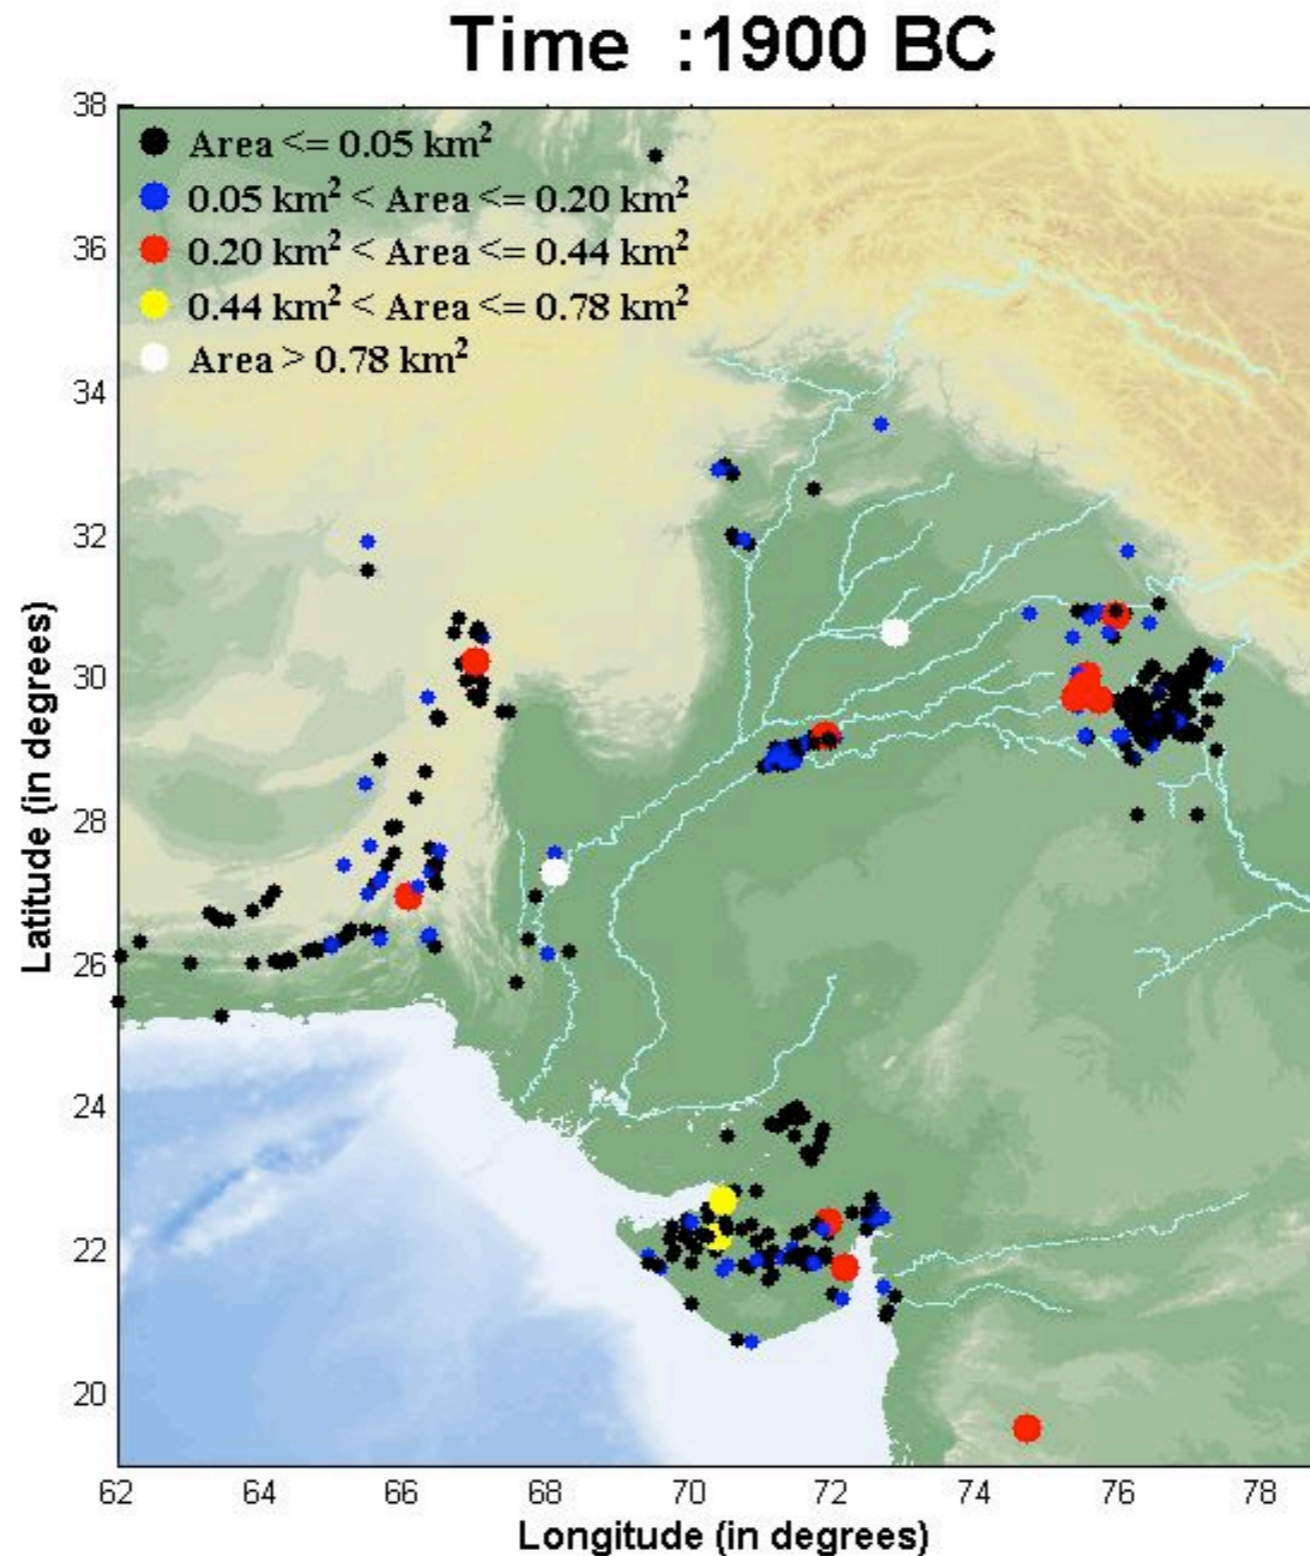 Time :1900 BC
Area <= 0.05 km²
0.05 km² < Area <= 0.20 km²
0.20 km² < Area <= 0.44 km²
0.44 km² < Area <= 0.78 km²
Area > 0.78 km²
38
36
34
32
30
28
26
24
22
20
Latitude (in degrees)
62 64 66 68 70 72 74 76 78
Longitude (in degrees)